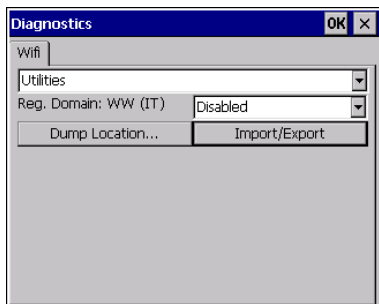 Diagnostics OK ×
Wifi
Utilities
Reg. Domain: WW (IT) Disabled
Dump Location... Import/Export